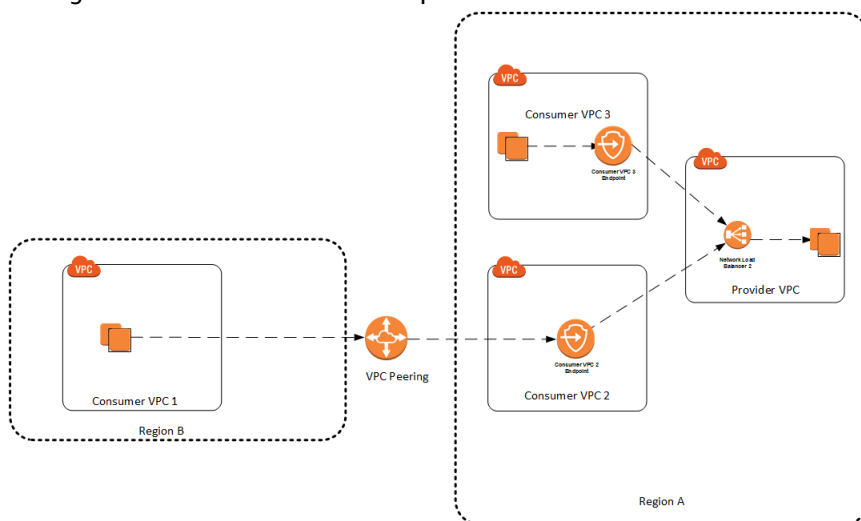 VPC
Consumer VPC 3
Consumer VPC 3
Endpoint
VPC
Network Load
Balancer 2
Provider VPC
VPC
Consumer VPC 1
Region B
VPC Peering
VPC
Consumer VPC 2
Endpoint
Consumer VPC 2
Region A